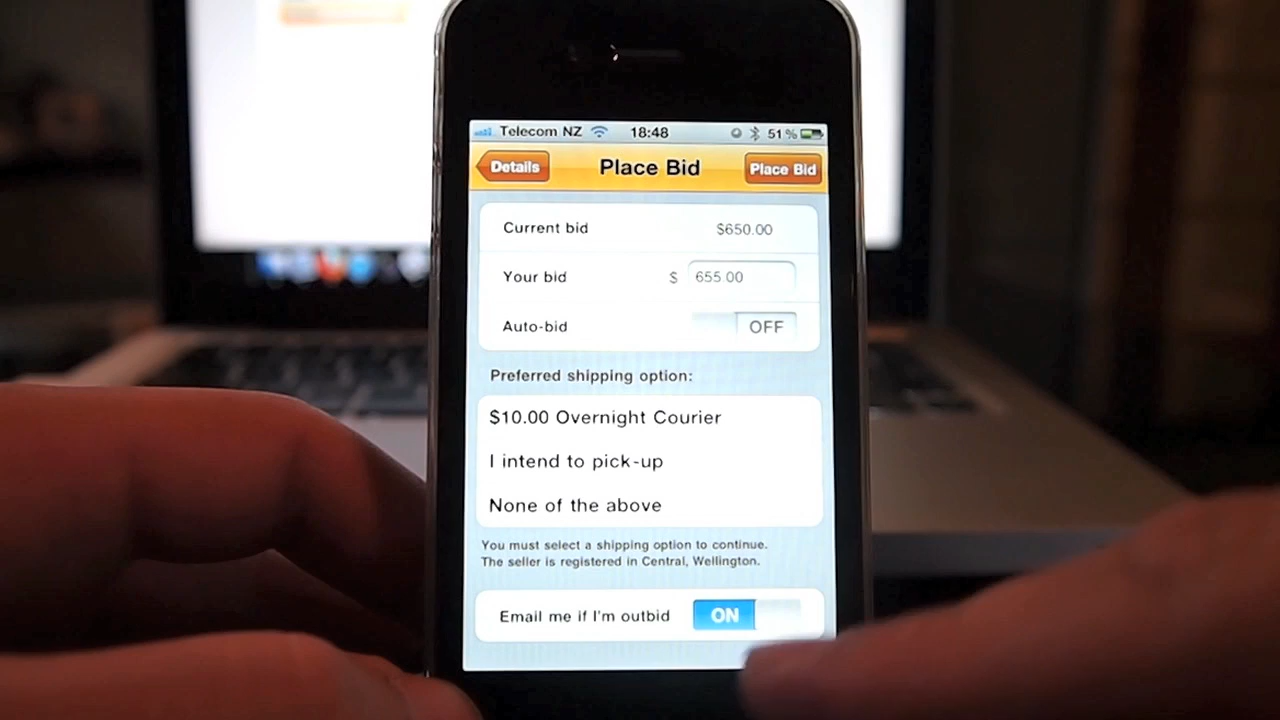 Telecom NZ 18:48 51%
Details Place Bid Place Bid
Current bid $650.00
Your bid $ 655.00
Auto-bid OFF
Preferred shipping option:
$10.00 Overnight Courier
I intend to pick-up
None of the above
You must select a shipping option to continue.
The seller is registered in Central, Wellington.
Email me if I'm outbid ON